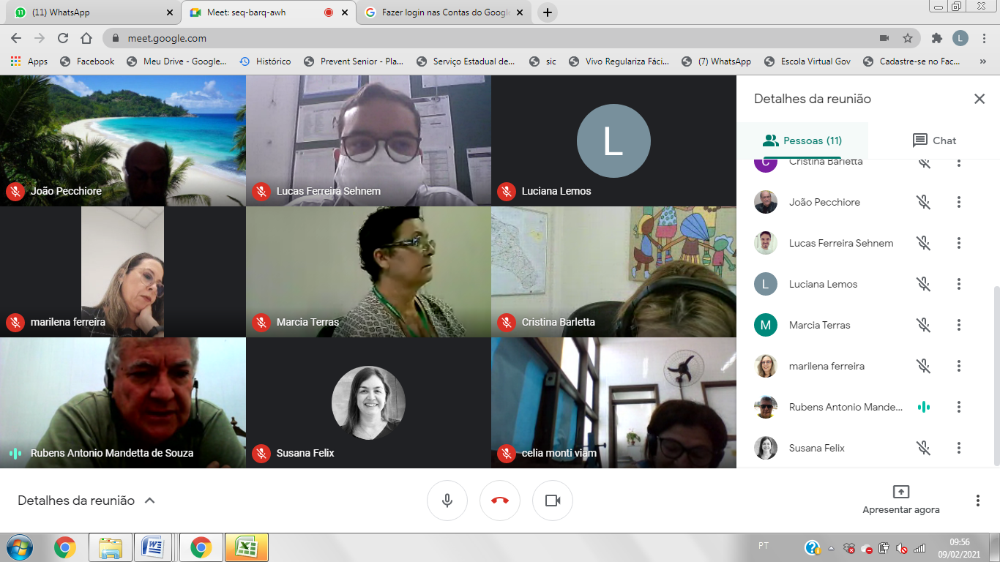 (11) WhatsApp
Meet: seq-barq-awh
Fazer login nas Contas do Google
meet.google.com
L
Apps
Facebook
Meu Drive - Google...
Histórico
Prevent Senior - Pla...
Serviço Estadual de...
sic
Vivo Regulariza Fáci...
(7) WhatsApp
Escola Virtual Gov
Cadastre-se no Fac...
»
João Pecchiore
Lucas Ferreira Sehnem
L
Luciana Lemos
marilena ferreira
Marcia Terras
Cristina Barletta
Rubens Antonio Mandetta de Souza
Susana Felix
celia monti viam
Detalhes da reunião
Pessoas (11)
Chat
C
Cristina Barletta
João Pecchiore
Lucas Ferreira Sehnem
L
Luciana Lemos
M
Marcia Terras
marilena ferreira
Rubens Antonio Mande...
Susana Felix
Detalhes da reunião
Apresentar agora
PT
09:56
09/02/2021